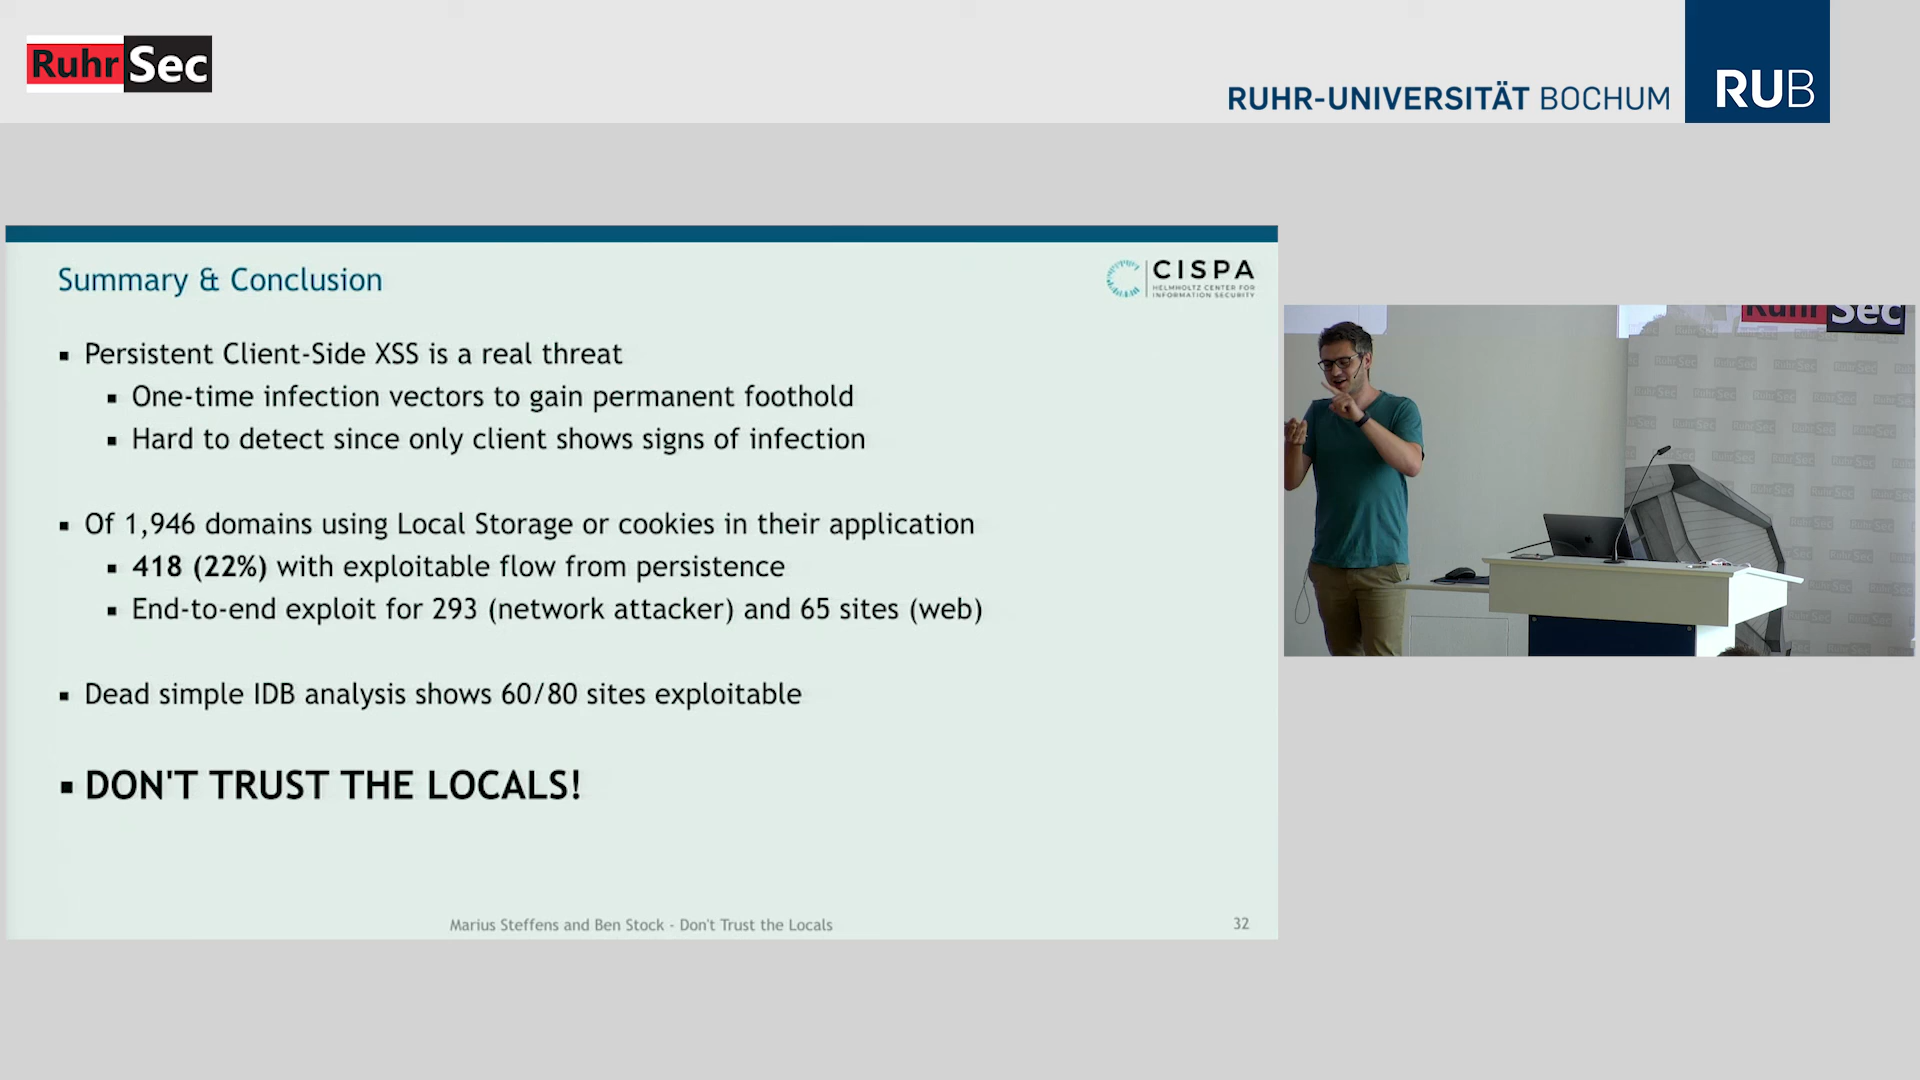 Ruhr Sec
RUHR-UNIVERSITÄT BOCHUM
RUB
Summary & Conclusion
CISPA
HELMHOLTZ CENTER FOR
INFORMATION SECURITY
▪ Persistent Client-Side XSS is a real threat
▪ One-time infection vectors to gain permanent foothold
▪ Hard to detect since only client shows signs of infection
▪ Of 1,946 domains using Local Storage or cookies in their application
▪ 418 (22%) with exploitable flow from persistence
▪ End-to-end exploit for 293 (network attacker) and 65 sites (web)
▪ Dead simple IDB analysis shows 60/80 sites exploitable
▪ DON'T TRUST THE LOCALS!
Marius Steffens and Ben Stock - Don't Trust the Locals
32
Ruhr Sec